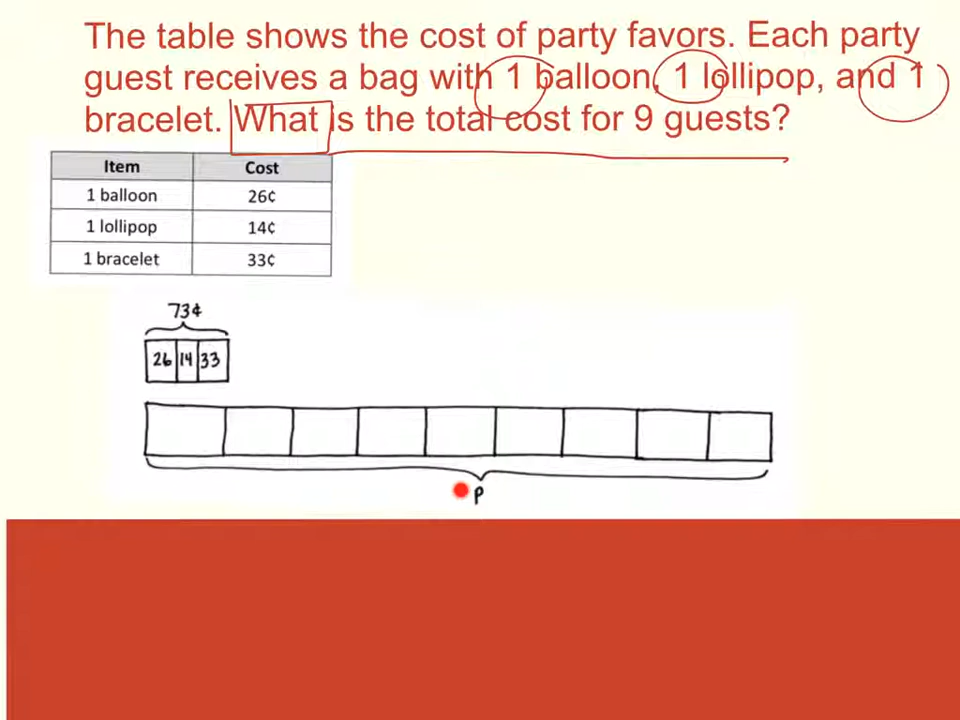 The table shows the cost of party favors. Each party
guest receives a bag with 1 balloon, 1 lollipop, and 1
bracelet. What is the total cost for 9 guests?
Item Cost
1 balloon 26¢
1 lollipop 14¢
1 bracelet 33¢
73¢
26 14 33
P